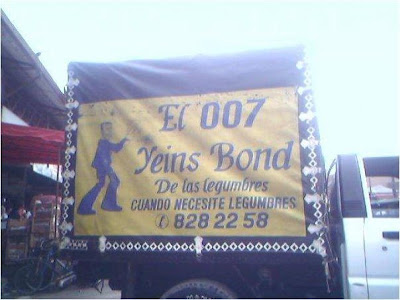 El 007
Yeins Bond
De las legumbres
CUANDO NECESITE LEGUMBRES
✆ 828 22 58